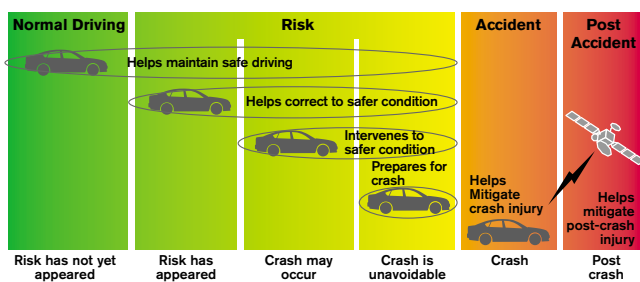 Normal Driving
Risk
Accident
Post
Accident
Helps maintain safe driving
Helps correct to safer condition
Intervenes to
safer condition
Prepares for
crash
Helps
Mitigate
crash injury
Helps
mitigate
post-crash
injury
Risk has not yet
appeared
Risk has
appeared
Crash may
occur
Crash is
unavoidable
Crash
Post
crash